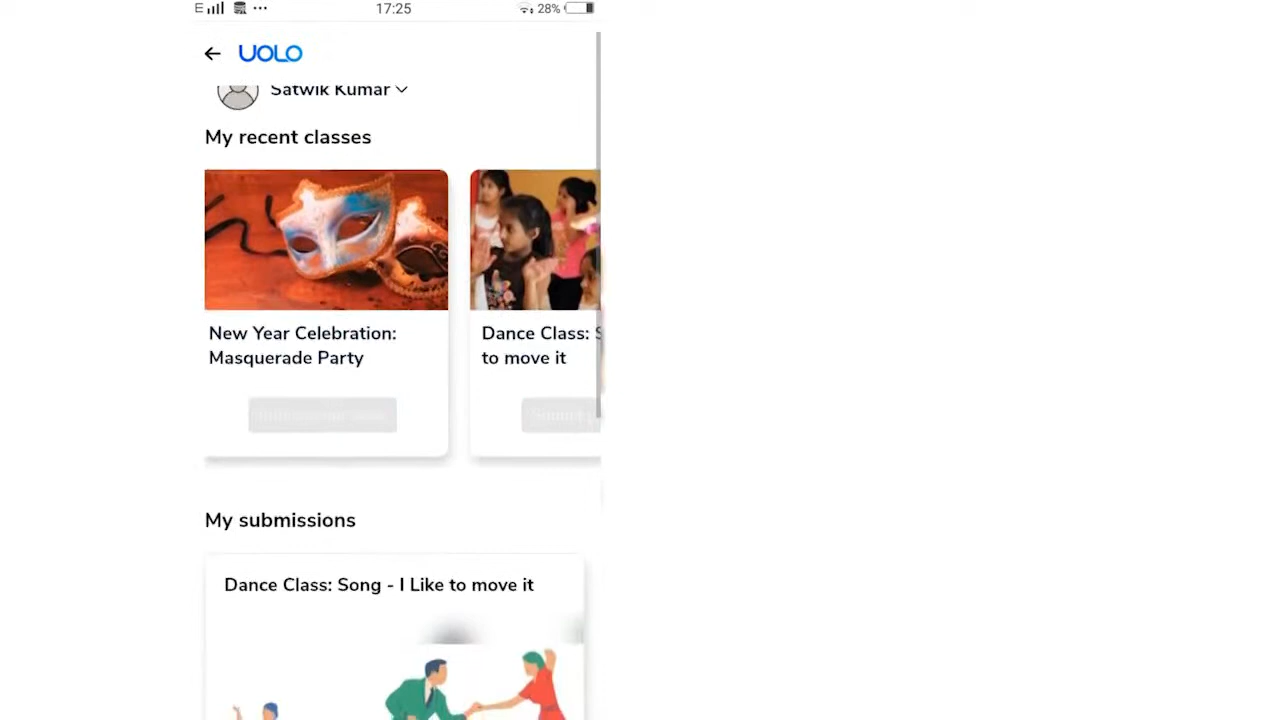 E 17:25 28%
UOLO
Satwik Kumar
My recent classes
New Year Celebration:
Masquerade Party
Dance Class: S
to move it
My submissions
Dance Class: Song - I Like to move it